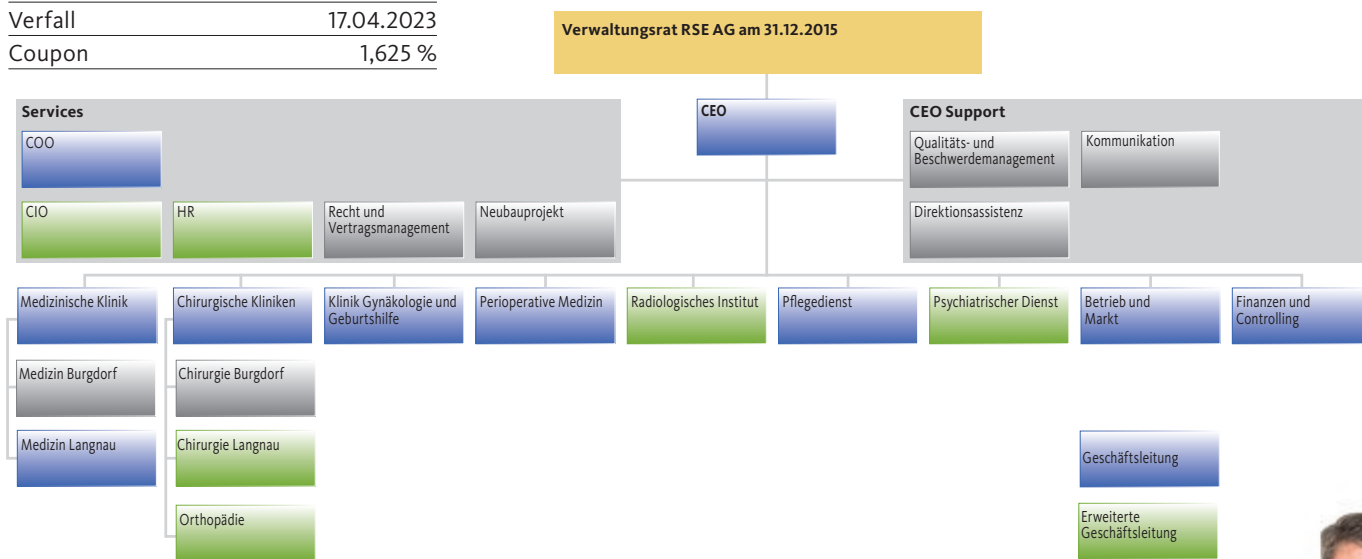 Verfall 17.04.2023
Coupon 1,625 %
Verwaltungsrat RSE AG am 31.12.2015
Services
COO
CIO
HR
Recht und
Vertragsmanagement
Neubauprojekt
CEO
CEO Support
Qualitäts- und
Beschwerdemanagement
Kommunikation
Direktionsassistenz
Medizinische Klinik
Chirurgische Kliniken
Klinik Gynäkologie und
Geburtshilfe
Perioperative Medizin
Radiologisches Institut
Pflegedienst
Psychiatrischer Dienst
Betrieb und
Markt
Finanzen und
Controlling
Medizin Burgdorf
Chirurgie Burgdorf
Medizin Langnau
Chirurgie Langnau
Orthopädie
Geschäftsleitung
Erweiterte
Geschäftsleitung